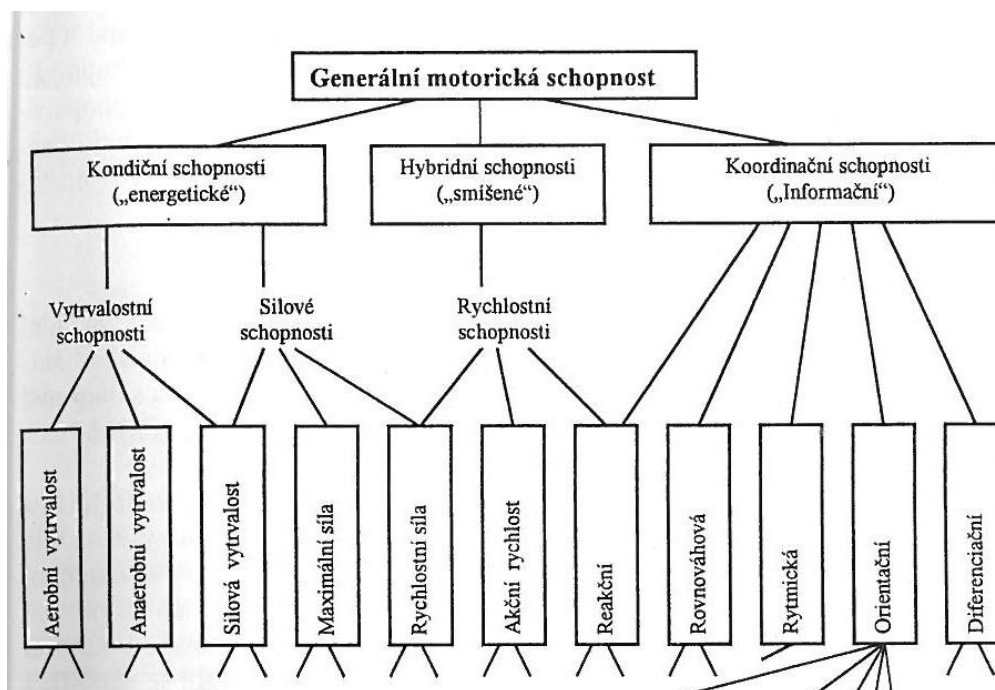 Generální motorická schopnost
Kondiční schopnosti
(„energetické“)
Hybridní schopnosti
(„smíšené“)
Koordinační schopnosti
(„Informační“)
Vytrvalostní
schopnosti
Silové
schopnosti
Rychlostní
schopnosti
Aerobní vytrvalost
Anaerobní vytrvalost
Silová vytrvalost
Maximální síla
Rychlostní síla
Akční rychlost
Reakční
Rovnováhová
Rytmická
Orientační
Diferenciační